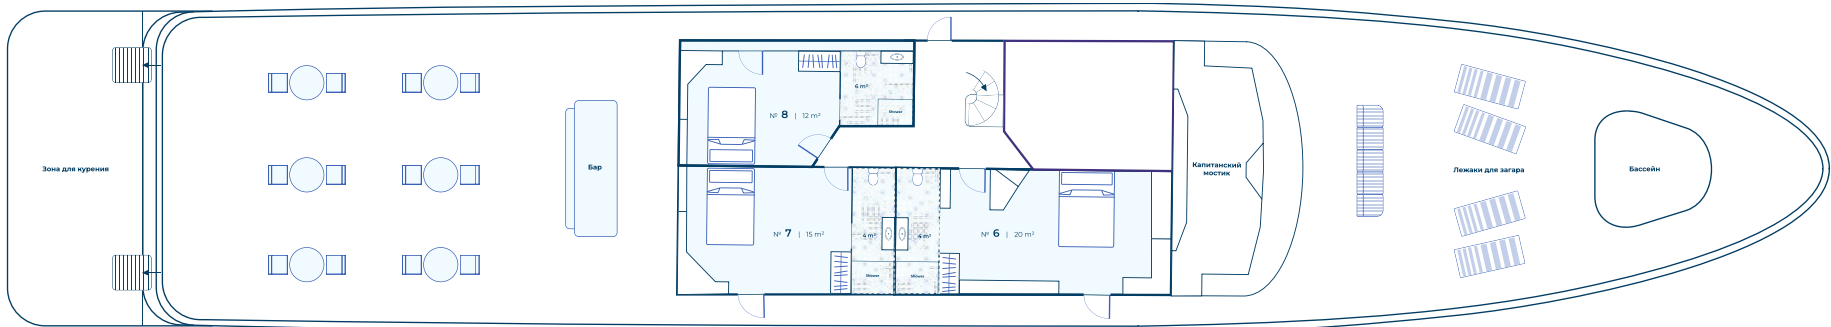 Зона для курения
Бар
№ 8 | 12 m²
6 m²
Shower
№ 7 | 15 m²
4 m²
Shower
4 m²
Shower
№ 6 | 20 m²
Капитанский
мостик
Лежаки для загара
Бассейн